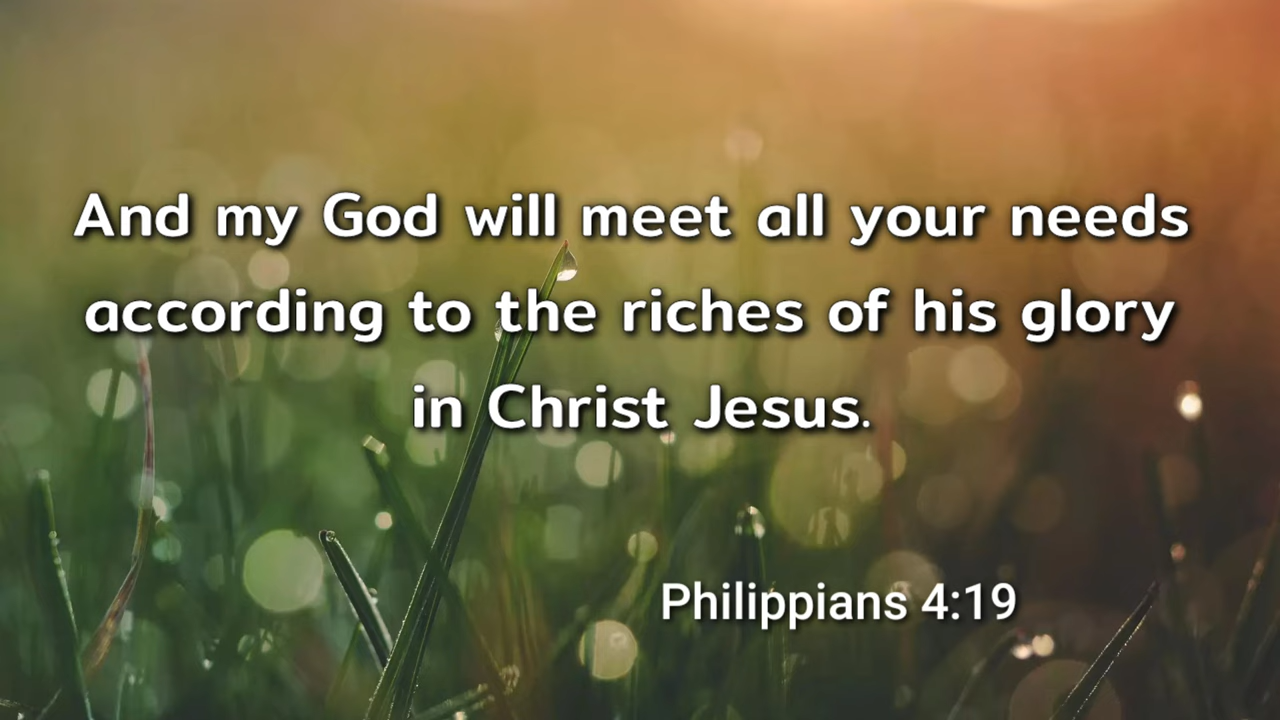 And my God will meet all your needs
according to the riches of his glory
in Christ Jesus.
Philippians 4:19